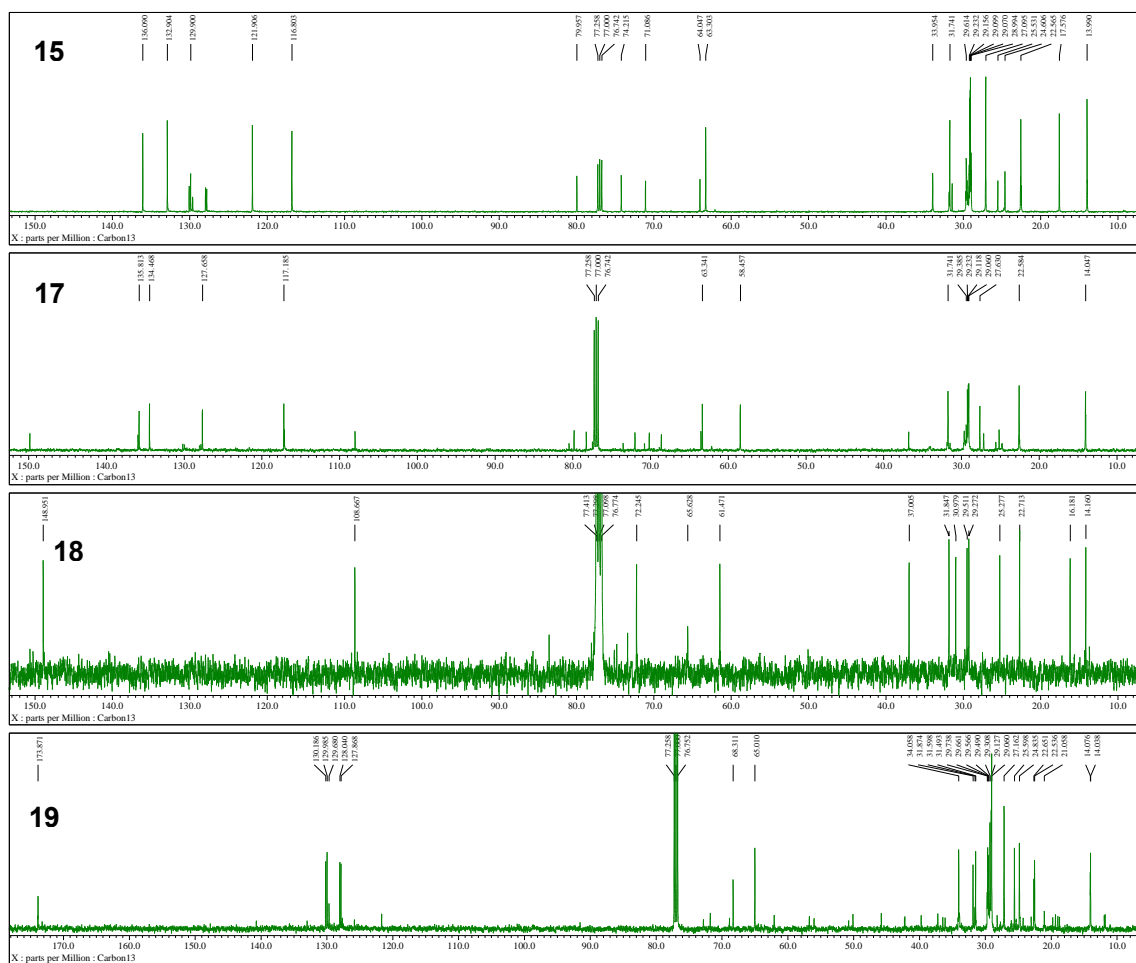 136.090 132.904 129.900 121.906 116.803 79.957 77.258 77.000 76.742 74.215 71.086 64.047 63.303 33.954 31.741 29.614 29.232 29.156 29.099 29.070 28.994 27.095 25.531 24.606 22.565 17.576 13.990
15
150.0 140.0 130.0 120.0 110.0 100.0 90.0 80.0 70.0 60.0 50.0 40.0 30.0 20.0 10.0
X : parts per Million : Carbon13
135.813 134.468 127.658 117.185 77.258 77.000 76.742 63.341 58.457 31.741 29.385 29.232 29.118 29.060 27.630 22.584 14.047
17
150.0 140.0 130.0 120.0 110.0 100.0 90.0 80.0 70.0 60.0 50.0 40.0 30.0 20.0 10.0
X : parts per Million : Carbon13
148.951 108.667 77.413 77.098 76.774 72.245 65.628 61.471 37.005 31.847 30.979 29.511 29.272 25.277 22.713 16.181 14.160
18
150.0 140.0 130.0 120.0 110.0 100.0 90.0 80.0 70.0 60.0 50.0 40.0 30.0 20.0 10.0
X : parts per Million : Carbon13
173.871 130.186 129.985 129.680 128.040 127.868 77.258 76.752 68.311 65.010 34.058 31.874 31.598 31.493 29.738 29.661 29.566 29.490 29.308 29.127 29.060 27.162 25.598 24.835 22.651 22.536 21.058 14.076 14.038
19
170.0 160.0 150.0 140.0 130.0 120.0 110.0 100.0 90.0 80.0 70.0 60.0 50.0 40.0 30.0 20.0 10.0
X : parts per Million : Carbon13